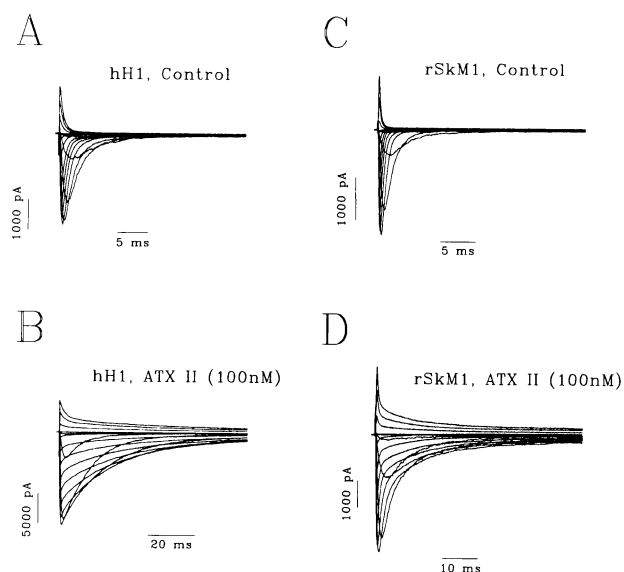 A
hH1, Control
1000 pA
5 ms
C
rSkM1, Control
1000 pA
5 ms
B
hH1, ATX II (100nM)
5000 pA
20 ms
D
rSkM1, ATX II (100nM)
1000 pA
10 ms